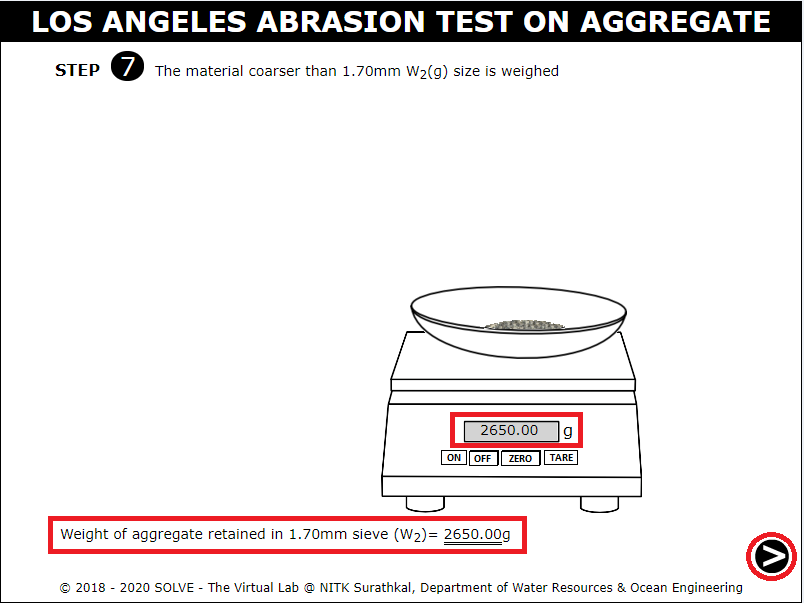 LOS ANGELES ABRASION TEST ON AGGREGATE
STEP 7 The material coarser than 1.70mm W₂(g) size is weighed
2650.00 g
ON OFF ZERO TARE
Weight of aggregate retained in 1.70mm sieve (W₂)= 2650.00g
>
© 2018 - 2020 SOLVE - The Virtual Lab @ NITK Surathkal, Department of Water Resources & Ocean Engineering